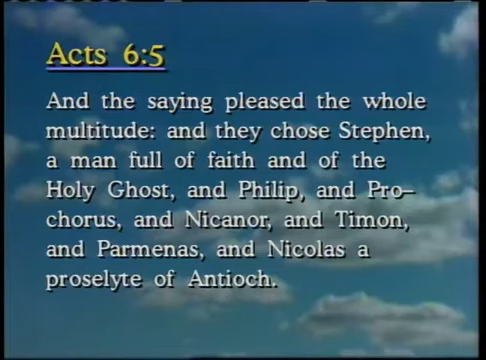 Acts 6:5
And the saying pleased the whole
multitude: and they chose Stephen,
a man full of faith and of the
Holy Ghost, and Philip, and Pro-
chorus, and Nicanor, and Timon,
and Parmenas, and Nicolas a
proselyte of Antioch.